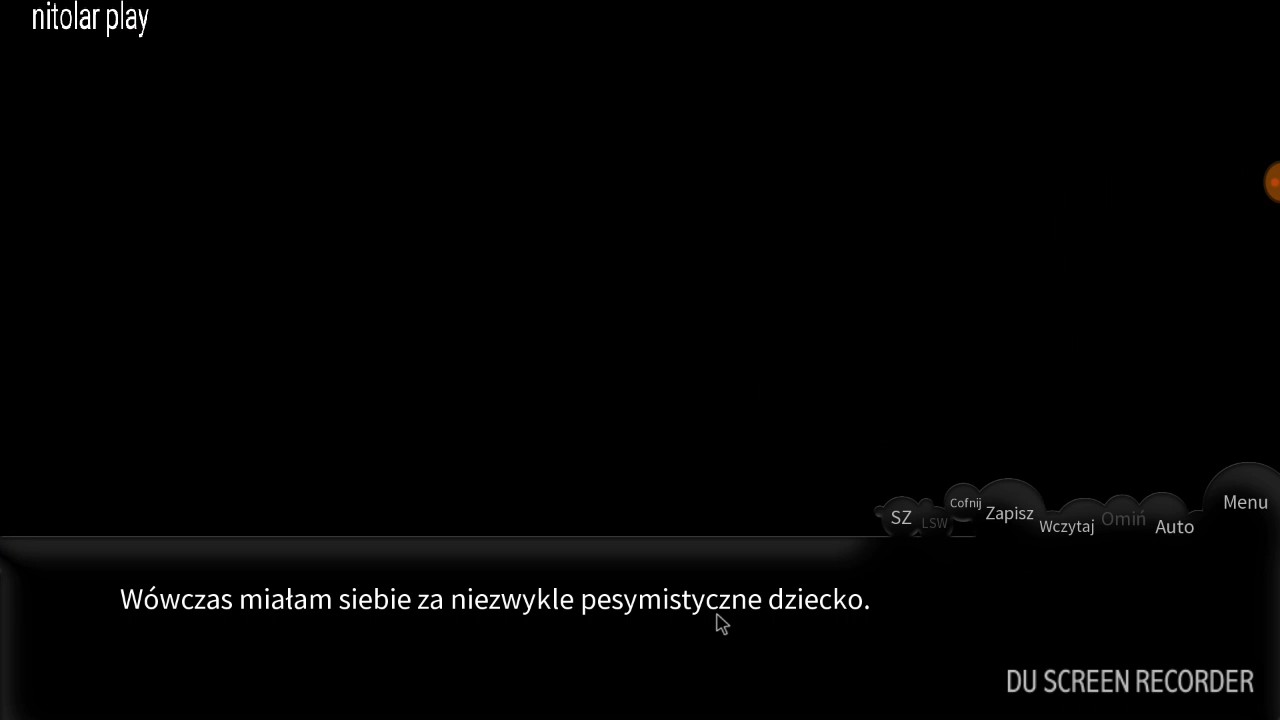 nitolar play
SZ
LSW
Cofnij
Zapisz
Wczytaj
Omiń
Auto
Menu
Wówczas miałam siebie za niezwykle pesymistyczne dziecko.
DU SCREEN RECORDER